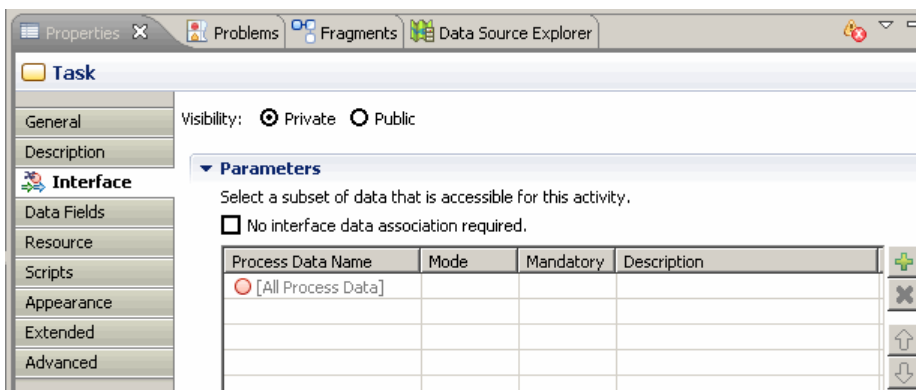 Properties Problems Fragments Data Source Explorer
Task
General
Description
Interface
Data Fields
Resource
Scripts
Appearance
Extended
Advanced
Visibility: Private Public
Parameters
Select a subset of data that is accessible for this activity.
No interface data association required.
Process Data Name Mode Mandatory Description
[All Process Data]